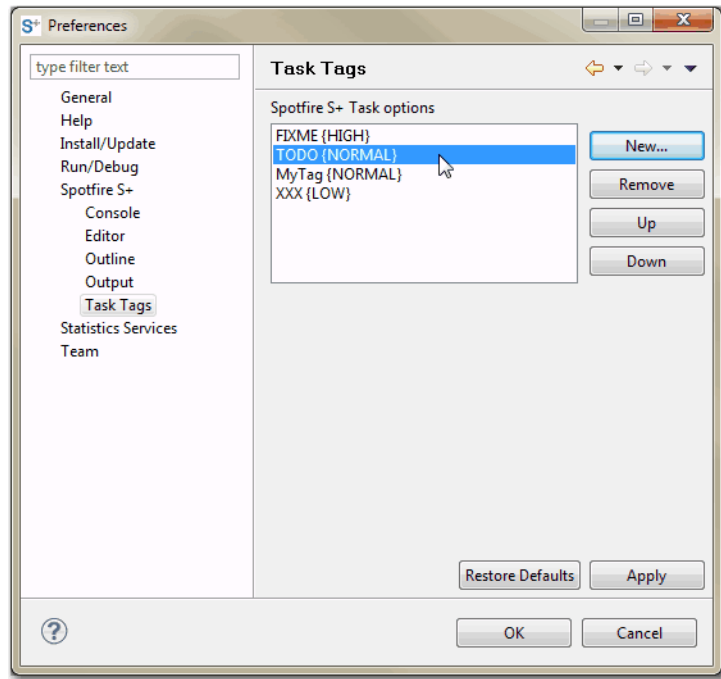 S+ Preferences
type filter text
General
Help
Install/Update
Run/Debug
Spotfire S+
Console
Editor
Outline
Output
Task Tags
Statistics Services
Team
Task Tags
Spotfire S+ Task options
FIXME {HIGH}
TODO {NORMAL}
MyTag {NORMAL}
XXX {LOW}
New...
Remove
Up
Down
Restore Defaults
Apply
?
OK
Cancel